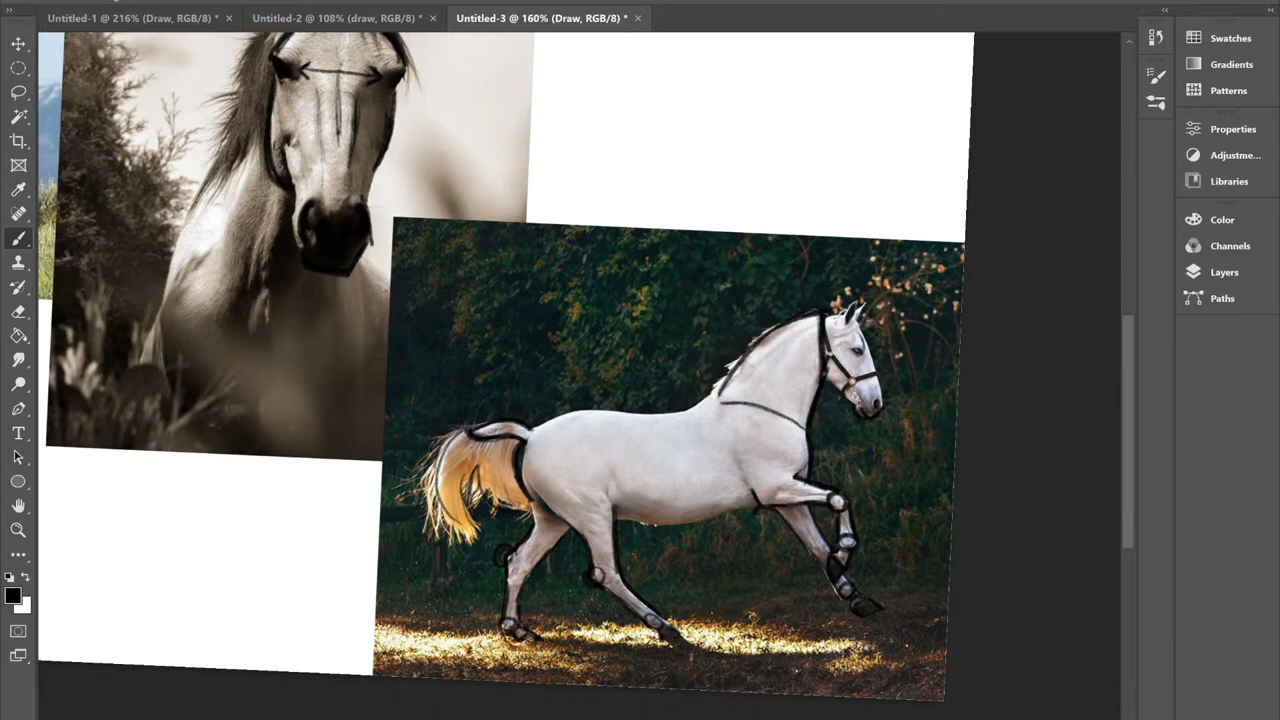 Untitled-1 @ 216% (Draw, RGB/8) *
Untitled-2 @ 108% (draw, RGB/8) *
Untitled-3 @ 160% (Draw, RGB/8) *
Swatches
Gradients
Patterns
Properties
Adjustme...
Libraries
Color
Channels
Layers
Paths